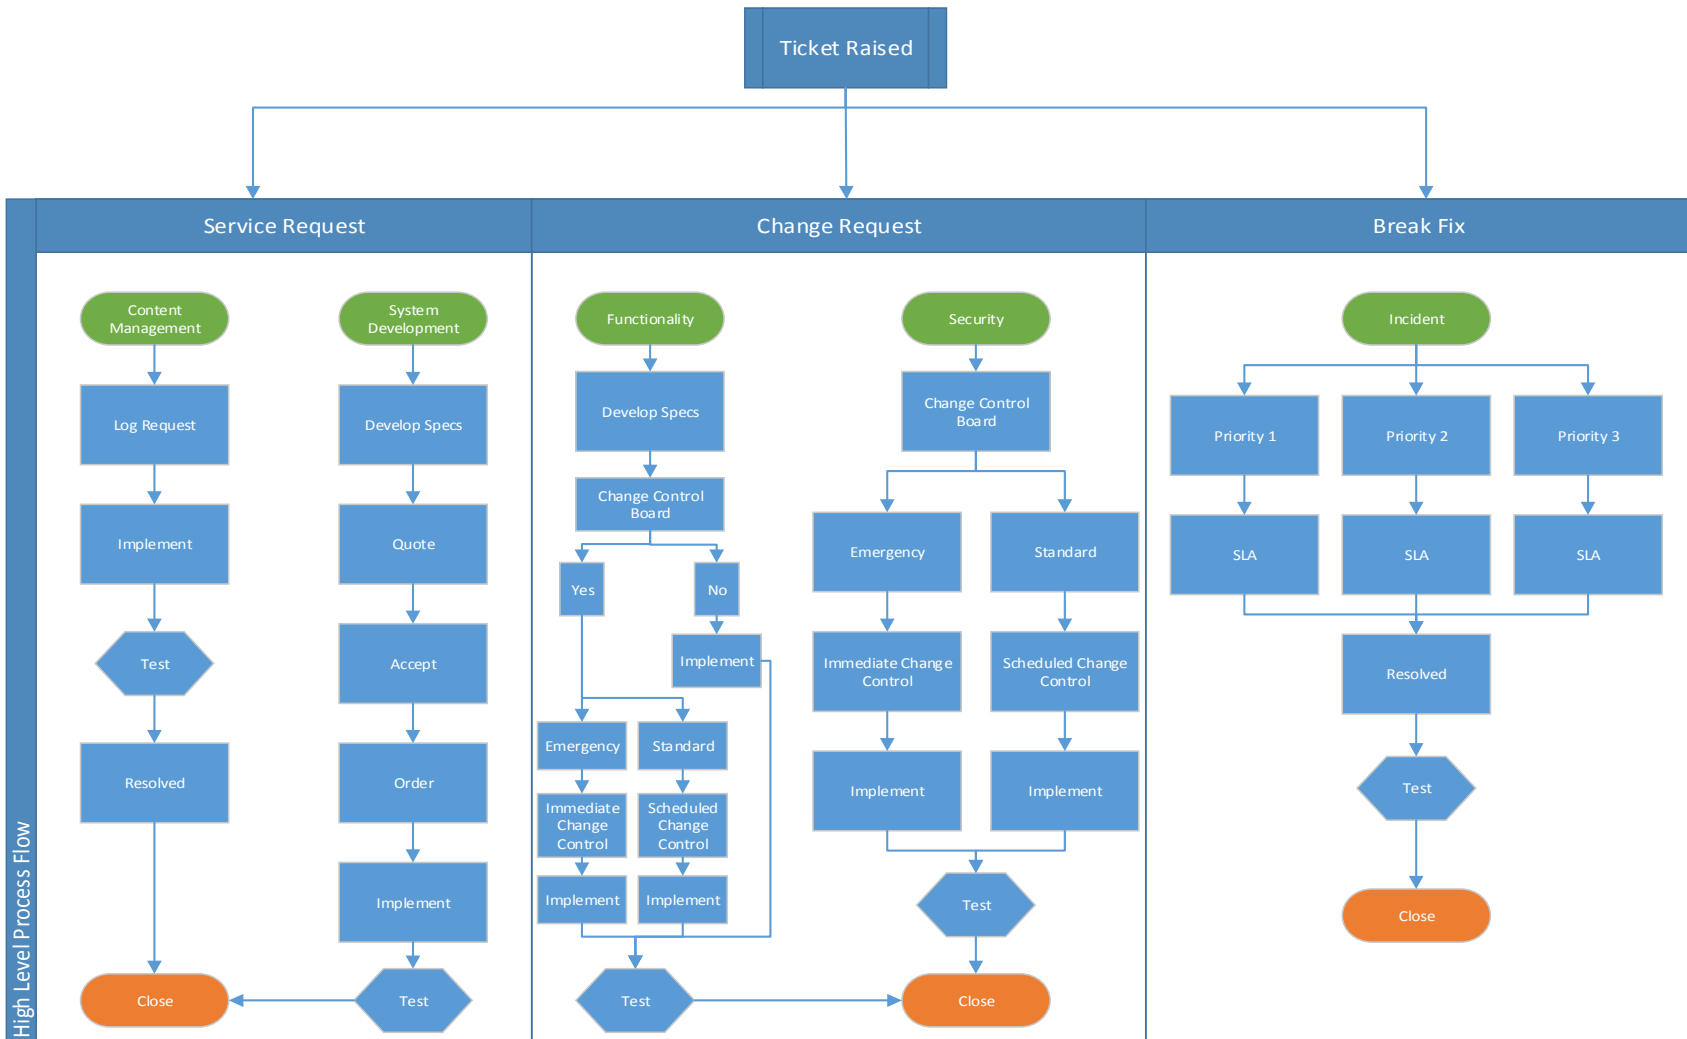 Ticket Raised
High Level Process Flow
Service Request
Change Request
Break Fix
Content
Management
Log Request
Implement
Test
Resolved
Close
System
Development
Develop Specs
Quote
Accept
Order
Implement
Test
Functionality
Develop Specs
Change Control
Board
Yes
No
Implement
Emergency
Standard
Immediate
Change
Control
Scheduled
Change
Control
Implement
Implement
Test
Security
Change Control
Board
Emergency
Standard
Immediate Change
Control
Scheduled Change
Control
Implement
Implement
Test
Close
Incident
Priority 1
Priority 2
Priority 3
SLA
SLA
SLA
Resolved
Test
Close